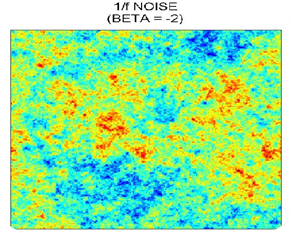 1/f NOISE
(BETA = -2)